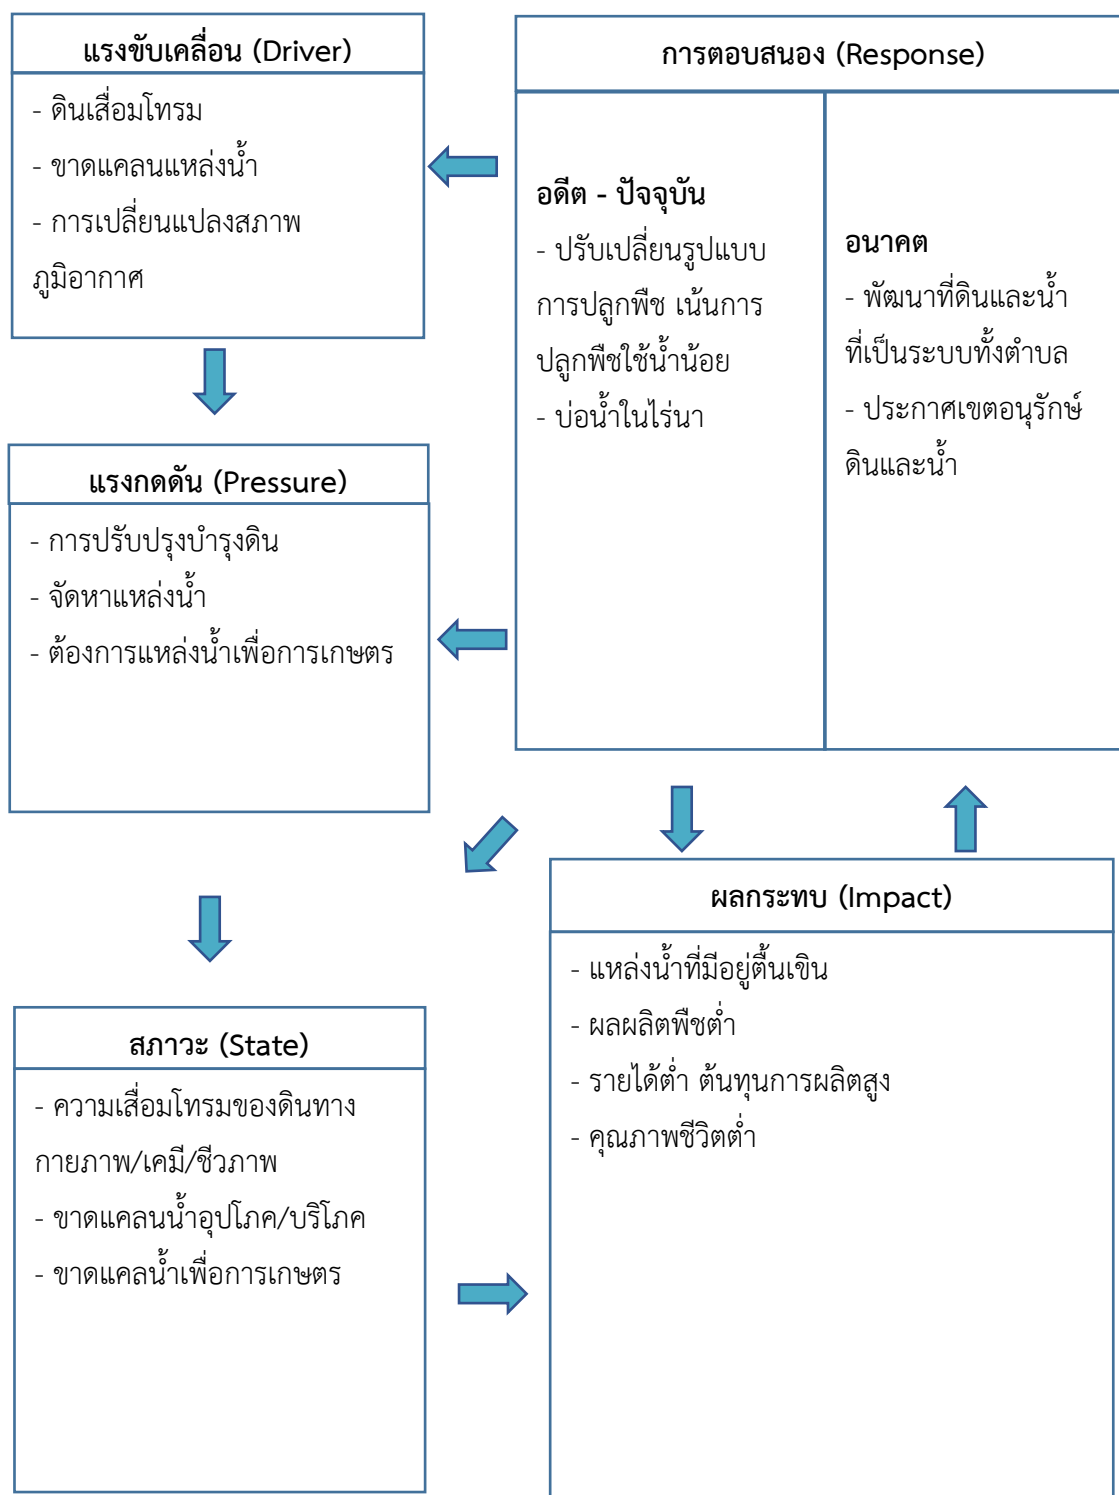 แรงขับเคลื่อน (Driver)
- ดินเสื่อมโทรม
- ขาดแคลนแหล่งน้ำ
- การเปลี่ยนแปลงสภาพ
ภูมิอากาศ
การตอบสนอง (Response)
อดีต - ปัจจุบัน
- ปรับเปลี่ยนรูปแบบ
การปลูกพืช เน้นการ
ปลูกพืชใช้น้ำน้อย
- บ่อน้ำในไร่นา
อนาคต
- พัฒนาที่ดินและน้ำ
ที่เป็นระบบทั้งตำบล
- ประกาศเขตอนุรักษ์
ดินและน้ำ
แรงกดดัน (Pressure)
- การปรับปรุงบำรุงดิน
- จัดหาแหล่งน้ำ
- ต้องการแหล่งน้ำเพื่อการเกษตร
ผลกระทบ (Impact)
- แหล่งน้ำที่มีอยู่ตื้นเขิน
- ผลผลิตพืชต่ำ
- รายได้ต่ำ ต้นทุนการผลิตสูง
- คุณภาพชีวิตต่ำ
สภาวะ (State)
- ความเสื่อมโทรมของดินทาง
กายภาพ/เคมี/ชีวภาพ
- ขาดแคลนน้ำอุปโภค/บริโภค
- ขาดแคลน้ำเพื่อการเกษตร